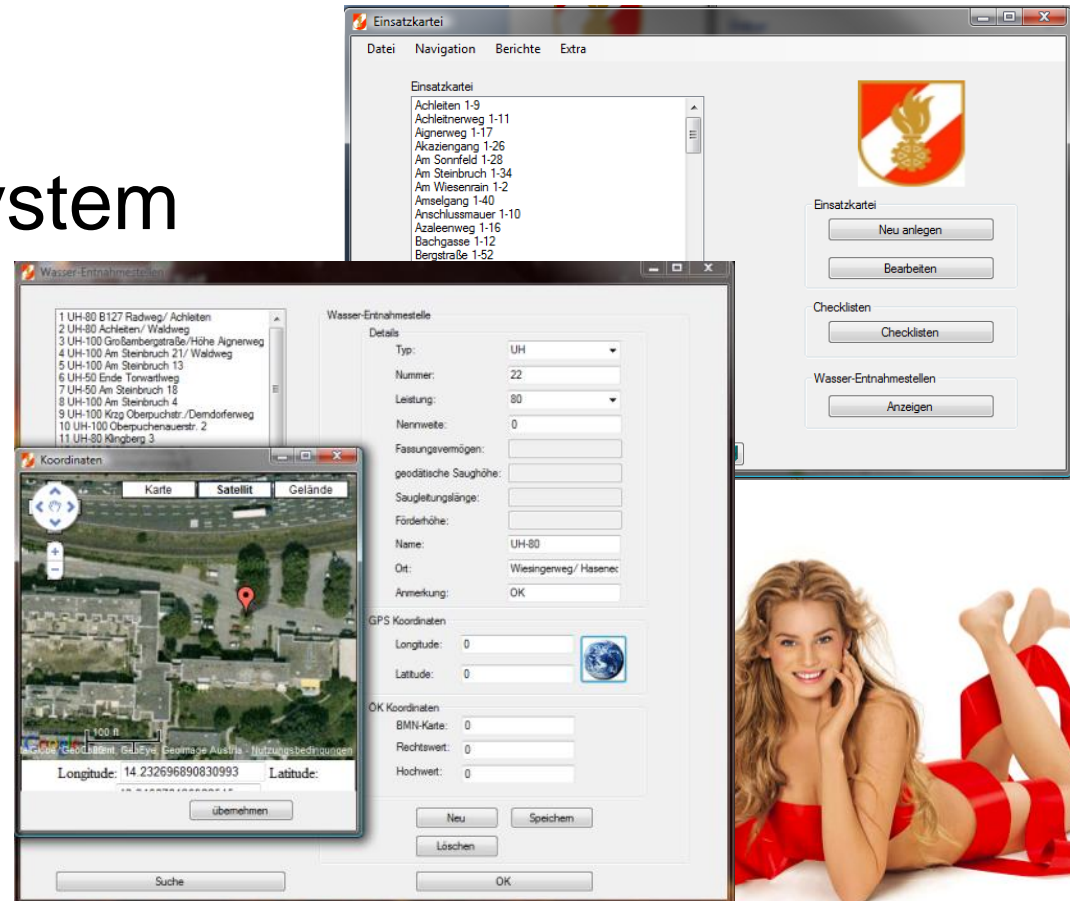 ystem
Einsatzkartei
Datei Navigation Berichte Extra
Einsatzkartei
Achleiten 1-9
Achleitnerweg 1-11
Aignerweg 1-17
Akaziengang 1-26
Am Sonnfeld 1-28
Am Steinbruch 1-34
Am Wiesenrain 1-2
Amselgang 1-40
Anschlussmauer 1-10
Azaleenweg 1-16
Bachgasse 1-12
Bergstraße 1-52
Einsatzkartei
Neu anlegen
Bearbeiten
Checklisten
Checklisten
Wasser-Entnahmestellen
Anzeigen
Wasser-Entnahmestellen
1 UH-80 B127 Radweg/ Achleiten
2 UH-80 Achleiten/ Waldweg
3 UH-100 Großambergstraße/Höhe Aignerweg
4 UH-100 Am Steinbruch 21/ Waldweg
5 UH-100 Am Steinbruch 13
6 UH-50 Ende Torwartlweg
7 UH-50 Am Steinbruch 18
8 UH-100 Am Steinbruch 4
9 UH-100 Krzg Oberpuchstr./Derndorferweg
10 UH-100 Oberpuchenauerstr. 2
11 UH-80 Klingberg 3
Wasser-Entnahmestelle
Details
Typ: UH
Nummer: 22
Leistung: 80
Nennweite: 0
Fassungsvermögen:
geodätische Saughöhe:
Saugleitungslänge:
Förderhöhe:
Name: UH-80
Ort: Wiesingerweg/ Hasenec
Anmerkung: OK
GPS Koordinaten
Longitude: 0
Latitude: 0
ÖK Koordinaten
BMN-Karte: 0
Rechtswert: 0
Hochwert: 0
Neu Speichern
Löschen
Suche OK
Koordinaten
Karte Satellit Gelände
100 ft
GeoEye, Geoimage Austria - Nutzungsbedingungen
Longitude: 14.232696890830993 Latitude:
übernehmen